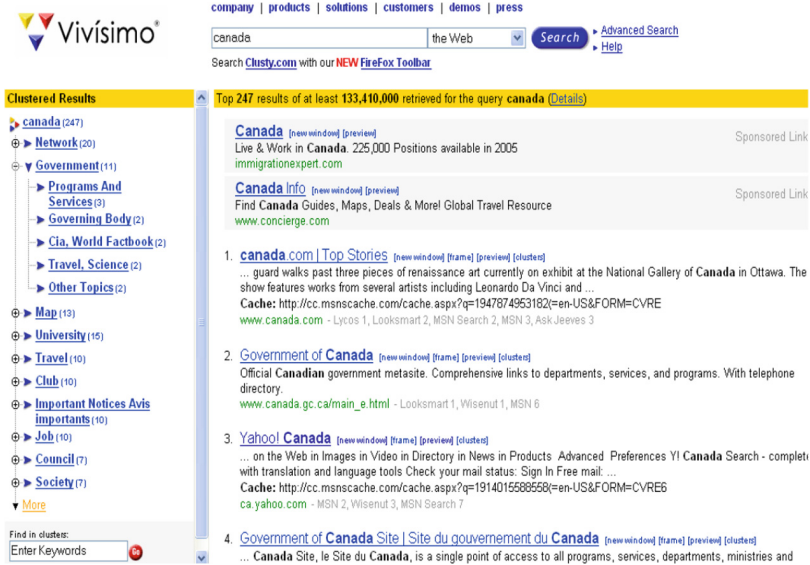 company | products | solutions | customers | demos | press
Vivísimo®
canada the Web Search Advanced Search
Help
Search Clusty.com with our NEW FireFox Toolbar
Clustered Results
canada (247)
Network (20)
Government (11)
Programs And
Services (3)
Governing Body (2)
Cia, World Factbook (2)
Travel, Science (2)
Other Topics (2)
Map (13)
University (15)
Travel (10)
Club (10)
Important Notices Avis
importants (10)
Job (10)
Council (7)
Society (7)
More
Find in clusters:
Enter Keywords Go
Top 247 results of at least 133,410,000 retrieved for the query canada (Details)
Canada [new window] [preview] Sponsored Link
Live & Work in Canada. 225,000 Positions available in 2005
immigrationexpert.com
Canada Info [new window] [preview] Sponsored Link
Find Canada Guides, Maps, Deals & More! Global Travel Resource
www.concierge.com
1. canada.com | Top Stories [new window] [frame] [preview] [clusters]
... guard walks past three pieces of renaissance art currently on exhibit at the National Gallery of Canada in Ottawa. The
show features works from several artists including Leonardo Da Vinci and ...
Cache: http://cc.msnscache.com/cache.aspx?q=1947874953182(=en-US&FORM=CVRE
www.canada.com - Lycos 1, Looksmart 2, MSN Search 2, MSN 3, Ask Jeeves 3
2. Government of Canada [new window] [frame] [preview] [clusters]
Official Canadian government metasite. Comprehensive links to departments, services, and programs. With telephone
directory.
www.canada.gc.ca/main_e.html - Looksmart 1, Wisenut 1, MSN 6
3. Yahoo! Canada [new window] [frame] [preview] [clusters]
... on the Web in Images in Video in Directory in News in Products Advanced Preferences Y! Canada Search - complete
with translation and language tools Check your mail status: Sign In Free mail: ...
Cache: http://cc.msnscache.com/cache.aspx?q=1914015588558(=en-US&FORM=CVRE6
ca.yahoo.com - MSN 2, Wisenut 3, MSN Search 7
4. Government of Canada Site | Site du gouvernement du Canada [new window] [frame] [preview] [clusters]
... Canada Site, le Site du Canada, is a single point of access to all programs, services, departments, ministries and